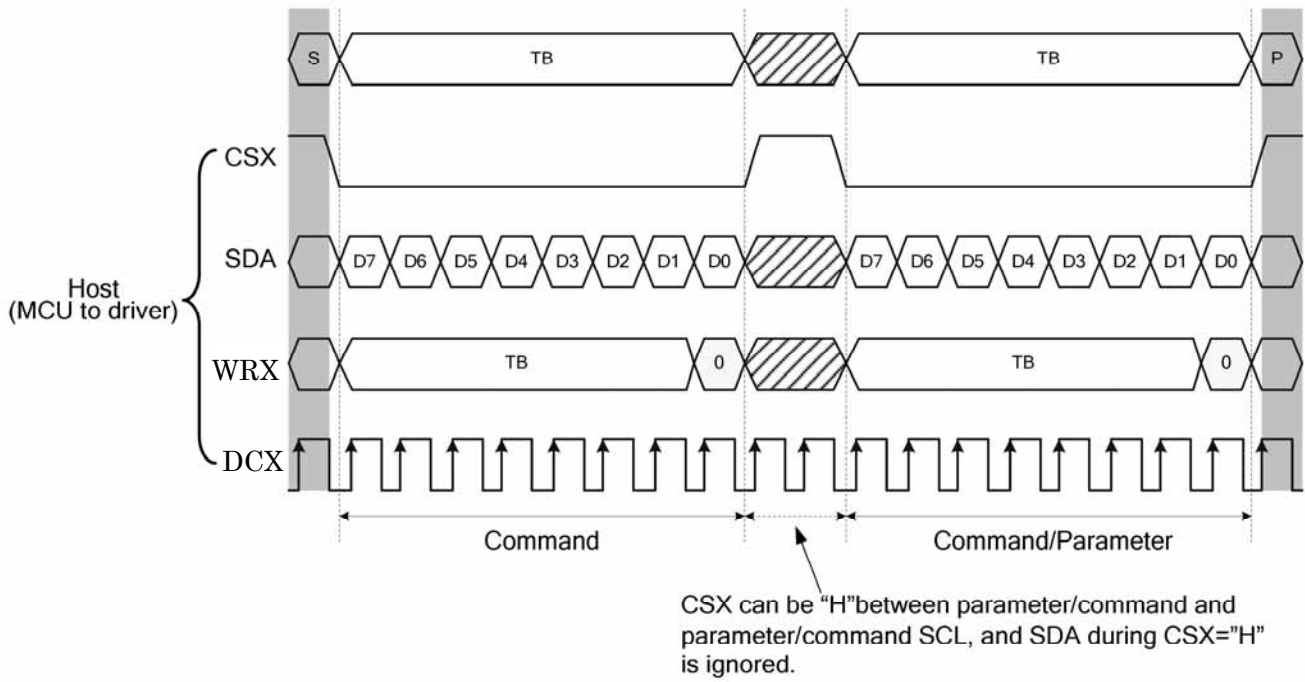 S TB TB P
CSX
SDA D7 D6 D5 D4 D3 D2 D1 D0 D7 D6 D5 D4 D3 D2 D1 D0
Host
(MCU to driver)
WRX TB 0 TB 0
DCX
Command Command/Parameter
CSX can be “H”between parameter/command and
parameter/command SCL, and SDA during CSX=”H”
is ignored.